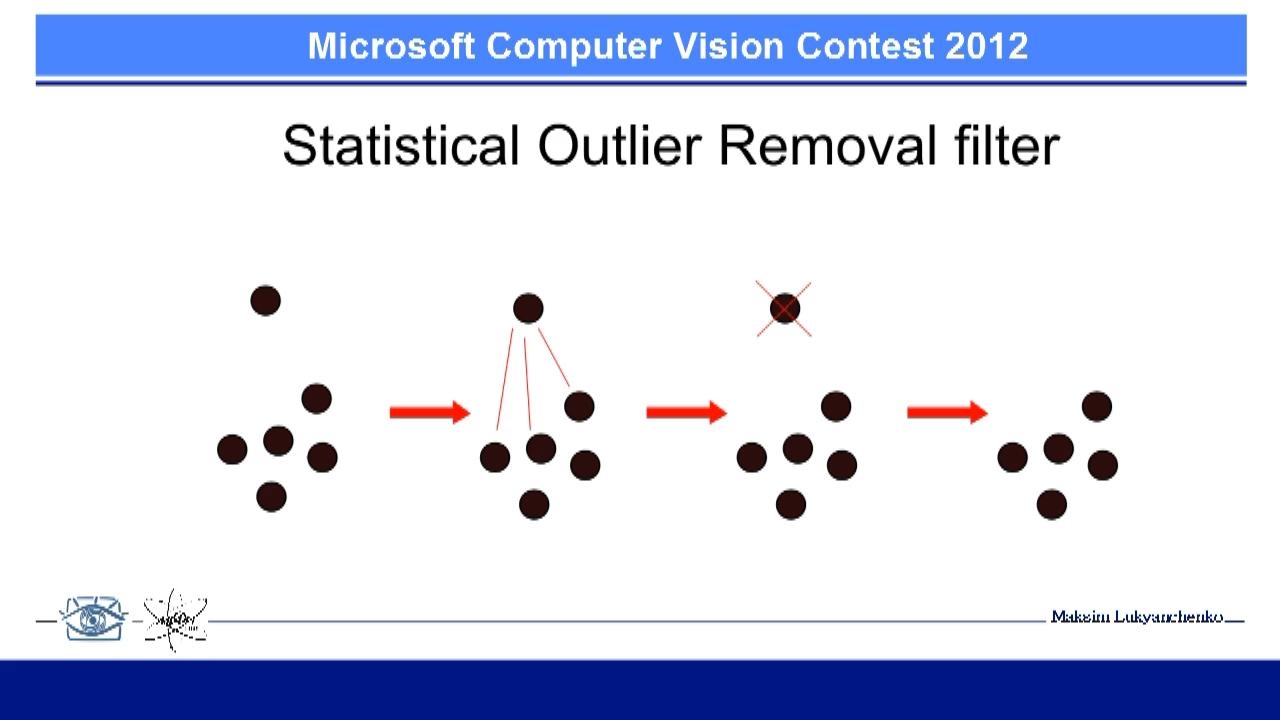 Microsoft Computer Vision Contest 2012
Statistical Outlier Removal filter
Maksim Lukyanchenko